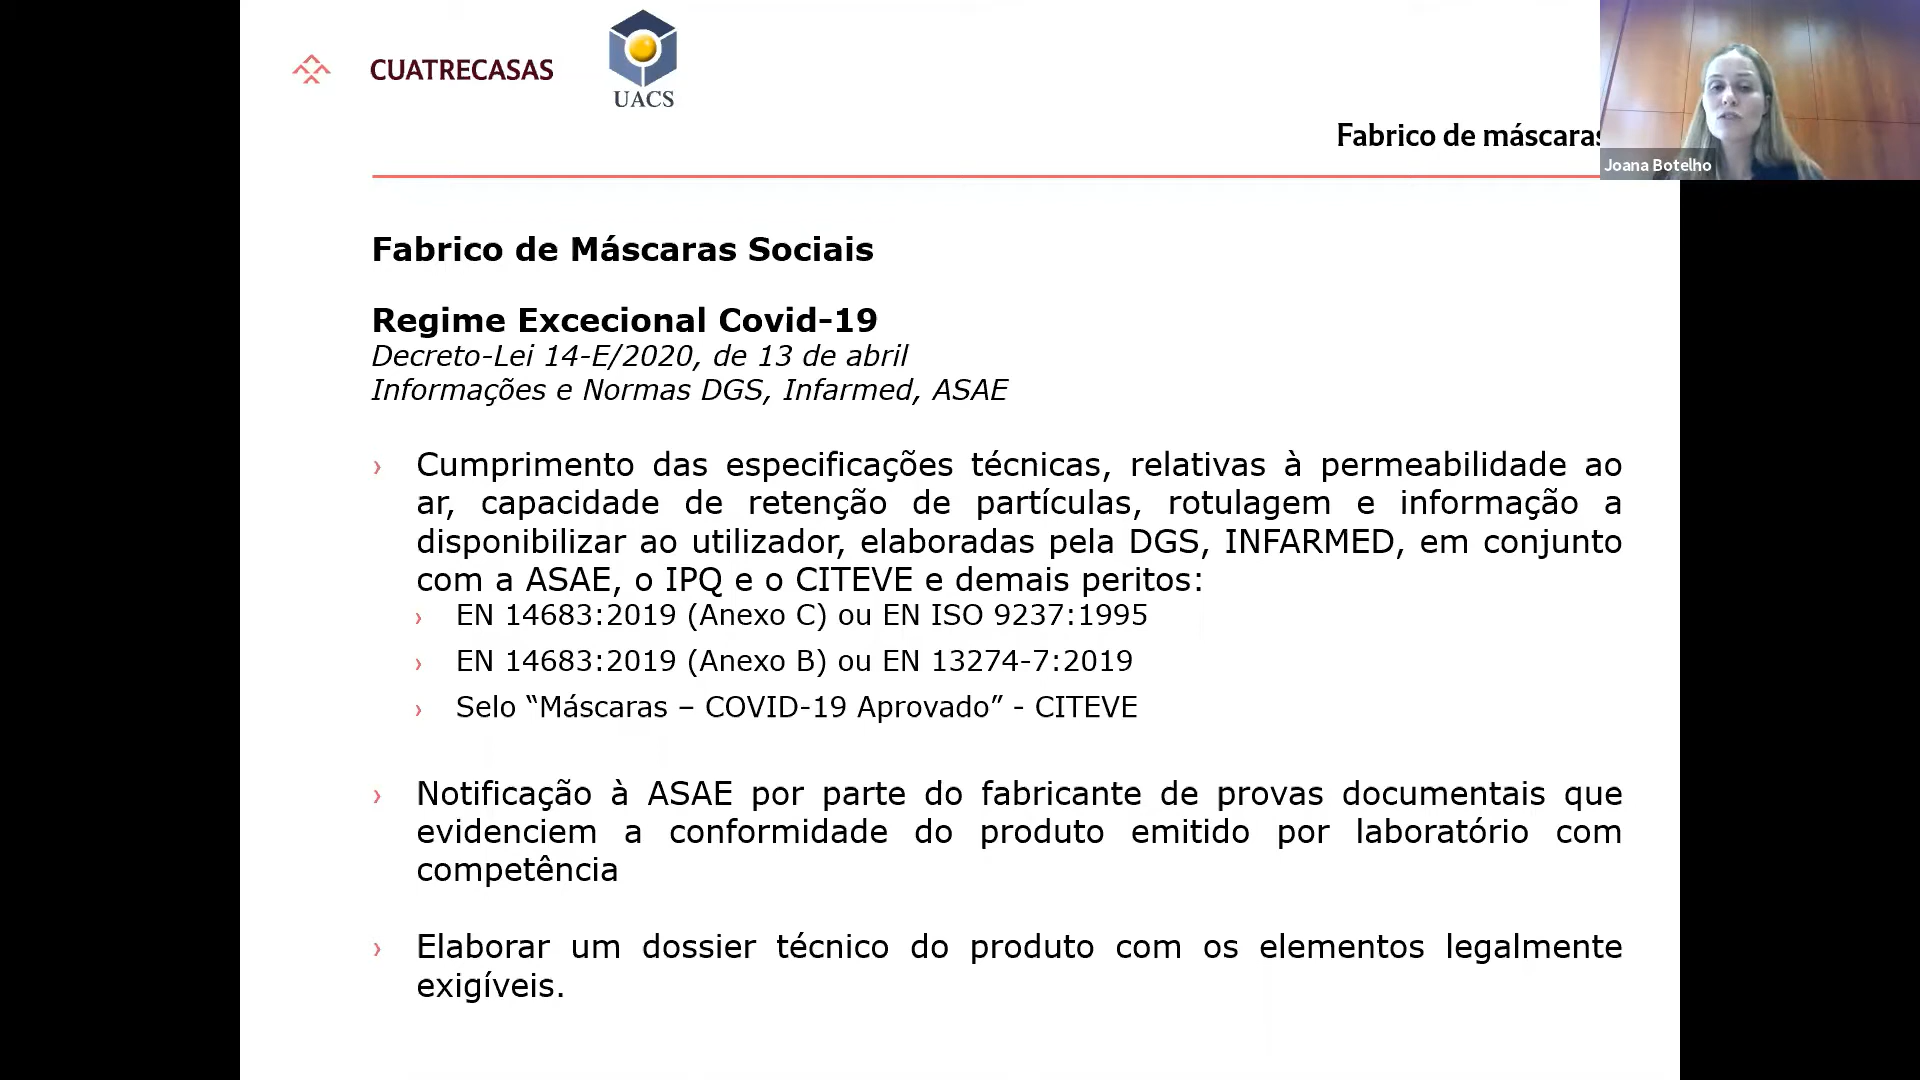 CUATRECASAS
UACS
Fabrico de máscaras
Joana Botelho
Fabrico de Máscaras Sociais
Regime Excecional Covid-19
Decreto-Lei 14-E/2020, de 13 de abril
Informações e Normas DGS, Infarmed, ASAE
› Cumprimento das especificações técnicas, relativas à permeabilidade ao
ar, capacidade de retenção de partículas, rotulagem e informação a
disponibilizar ao utilizador, elaboradas pela DGS, INFARMED, em conjunto
com a ASAE, o IPQ e o CITEVE e demais peritos:
› EN 14683:2019 (Anexo C) ou EN ISO 9237:1995
› EN 14683:2019 (Anexo B) ou EN 13274-7:2019
› Selo “Máscaras – COVID-19 Aprovado” - CITEVE
› Notificação à ASAE por parte do fabricante de provas documentais que
evidenciem a conformidade do produto emitido por laboratório com
competência
› Elaborar um dossier técnico do produto com os elementos legalmente
exigíveis.